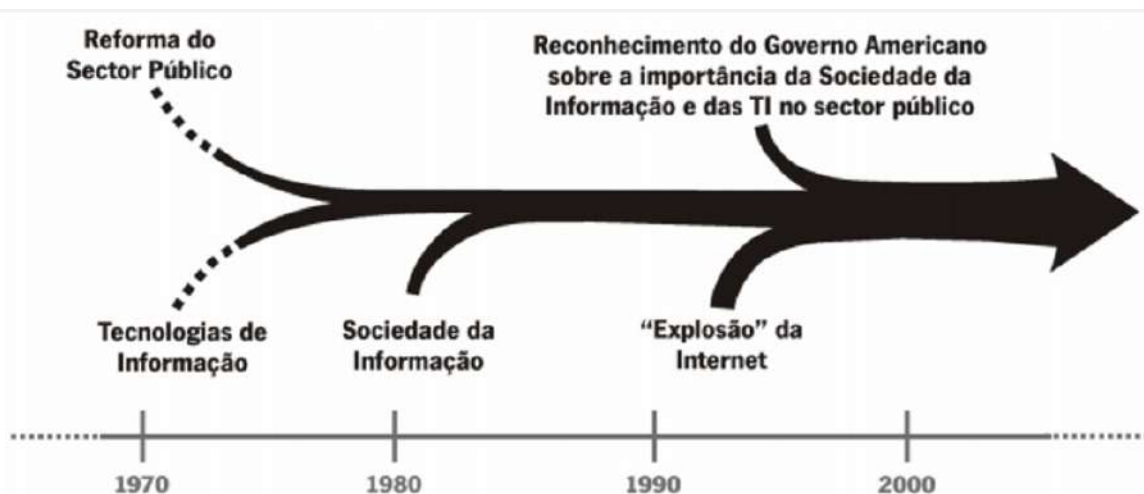 Reforma do
Sector Público
Reconhecimento do Governo Americano
sobre a importância da Sociedade da
Informação e das TI no sector público
Tecnologias de
Informação
Sociedade da
Informação
“Explosão” da
Internet
1970
1980
1990
2000